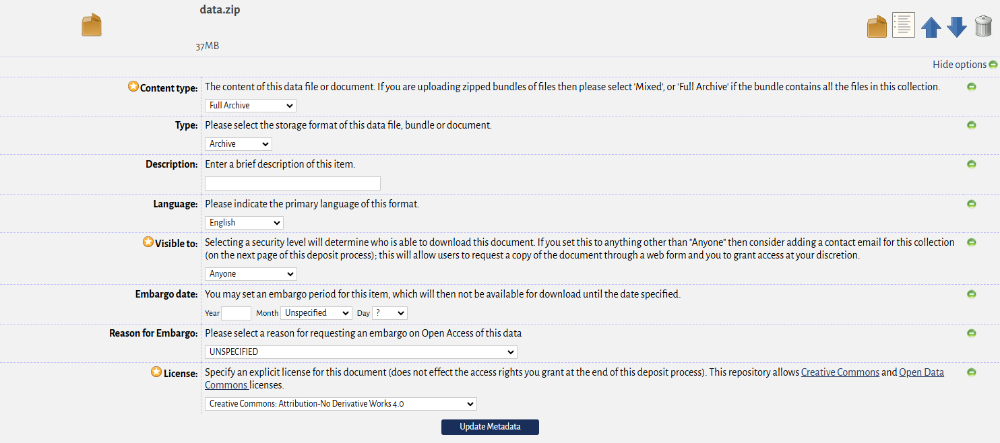 data.zip
37MB
Hide options
Content type: The content of this data file or document. If you are uploading zipped bundles of files then please select 'Mixed', or 'Full Archive' if the bundle contains all the files in this collection.
Full Archive
Type: Please select the storage format of this data file, bundle or document.
Archive
Description: Enter a brief description of this item.
Language: Please indicate the primary language of this format.
English
Visible to: Selecting a security level will determine who is able to download this document. If you set this to anything other than "Anyone" then consider adding a contact email for this collection
(on the next page of this deposit process); this will allow users to request a copy of the document through a web form and you to grant access at your discretion.
Anyone
Embargo date: You may set an embargo period for this item, which will then not be available for download until the date specified.
Year Month Unspecified Day ?
Reason for Embargo: Please select a reason for requesting an embargo on Open Access of this data
UNSPECIFIED
License: Specify an explicit license for this document (does not effect the access rights you grant at the end of this deposit process). This repository allows Creative Commons and Open Data
Commons licenses.
Creative Commons: Attribution-No Derivative Works 4.0
Update Metadata